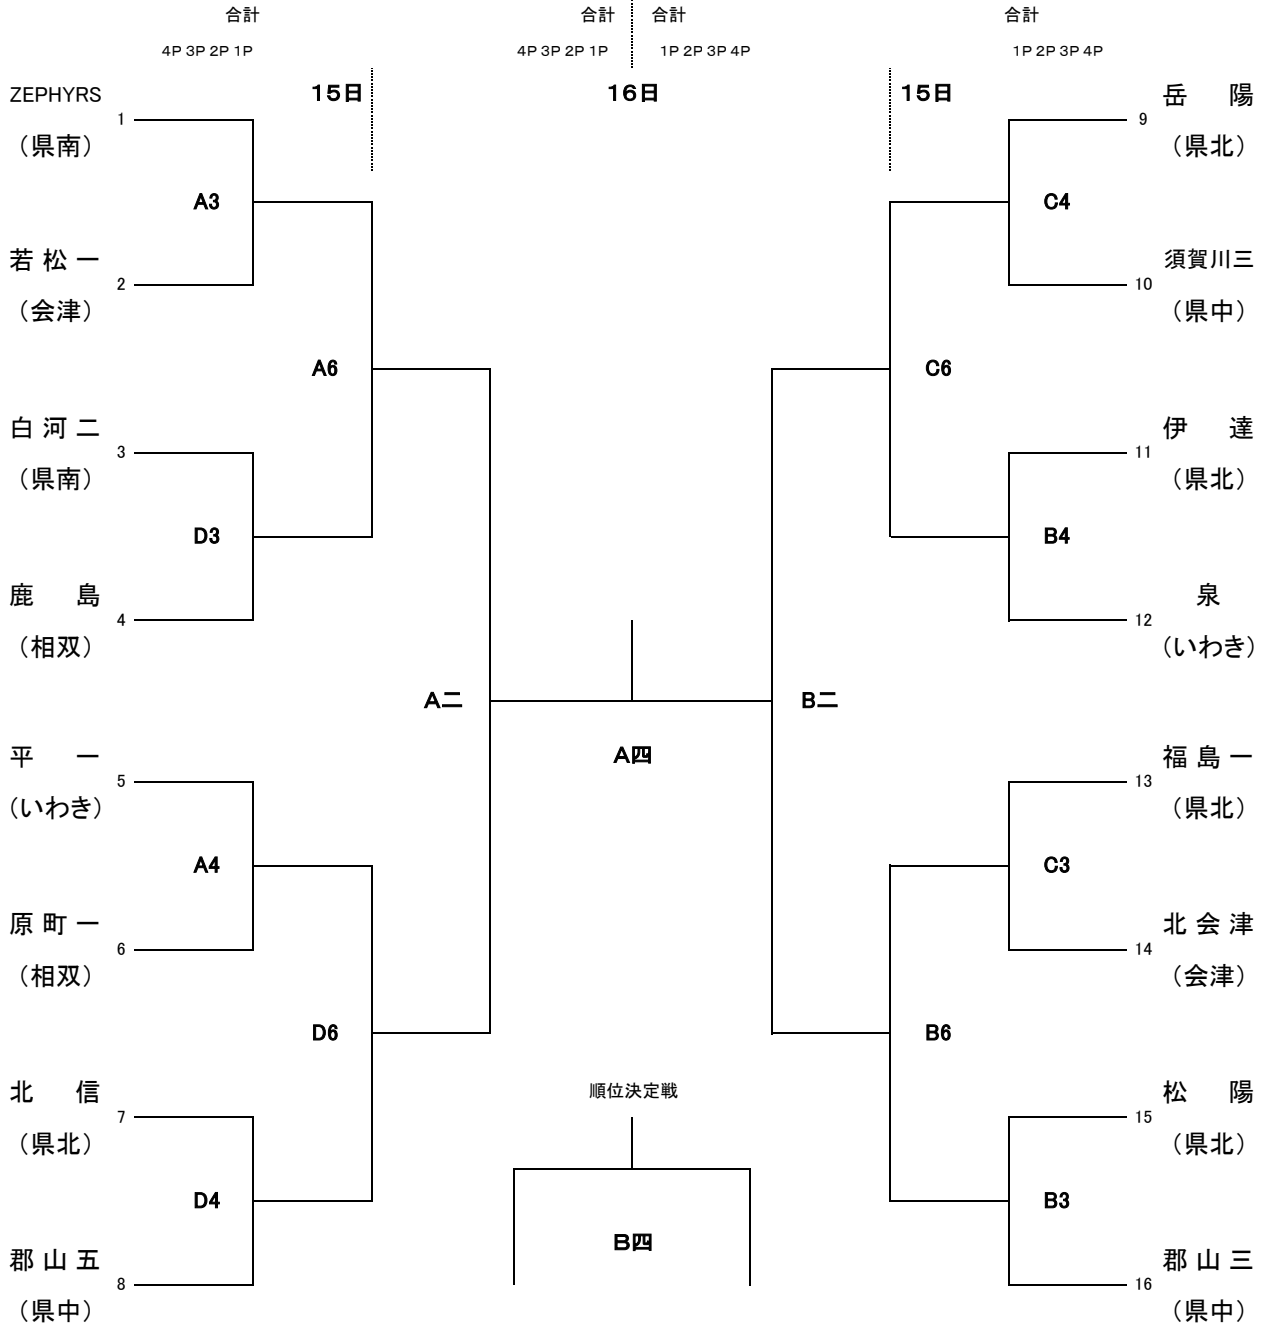 合計 合計 合計 合計
4P 3P 2P 1P 4P 3P 2P 1P 1P 2P 3P 4P 1P 2P 3P 4P
15日 16日 15日
ZEPHYRS
1
（県南）
A3
若松一
2
（会津）
A6
白河二
3
（県南）
D3
鹿島
4
（相双）
A二
平一
5
(いわき)
A4
原町一
6
（相双）
D6
北信
7
（県北）
D4
郡山五
8
（県中）
A四
順位決定戦
B四
岳陽
9
（県北）
C4
須賀川三
10
（県中）
C6
伊達
11
（県北）
B4
泉
12
(いわき)
B二
福島一
13
（県北）
C3
北会津
14
（会津）
B6
松陽
15
（県北）
B3
郡山三
16
（県中）